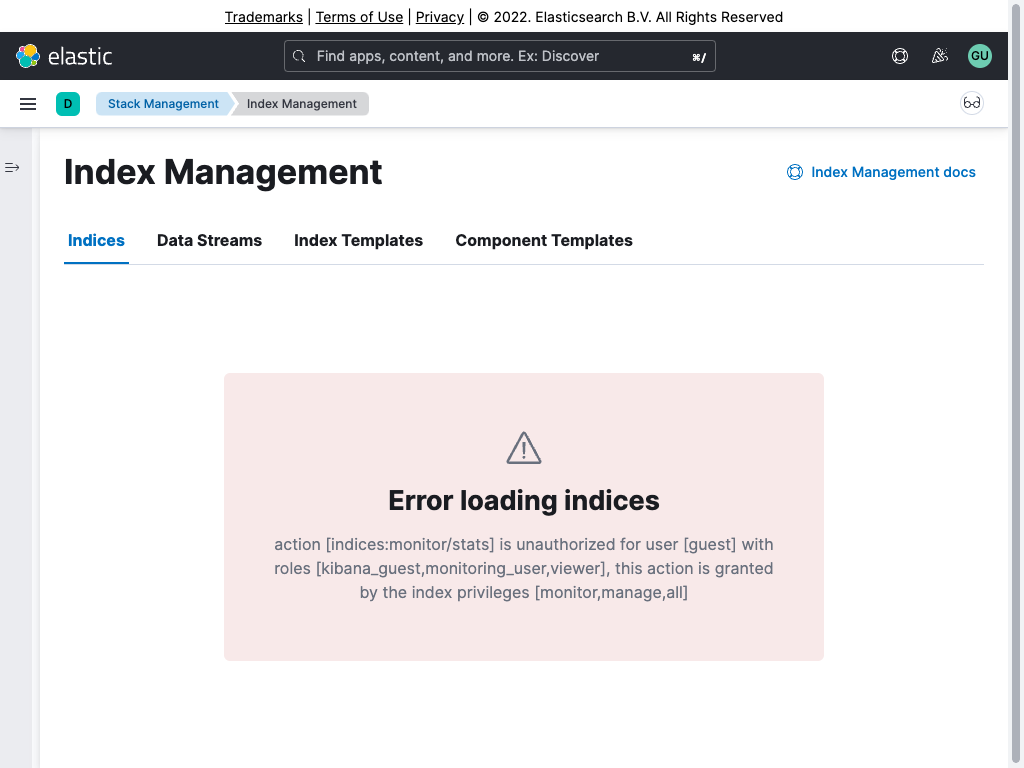 Trademarks | Terms of Use | Privacy | © 2022. Elasticsearch B.V. All Rights Reserved
elastic
Find apps, content, and more. Ex: Discover
⌘/
GU
D
Stack Management
Index Management
Index Management
Index Management docs
Indices
Data Streams
Index Templates
Component Templates
Error loading indices
action [indices:monitor/stats] is unauthorized for user [guest] with
roles [kibana_guest,monitoring_user,viewer], this action is granted
by the index privileges [monitor,manage,all]